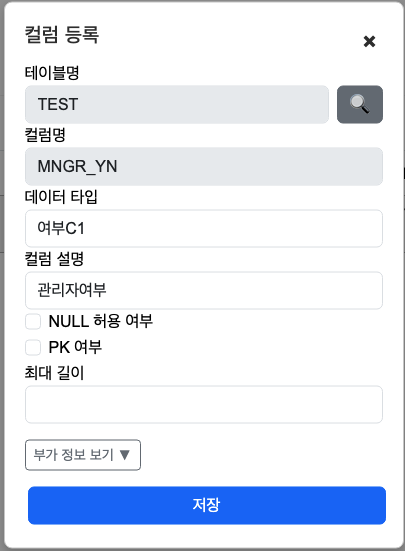 컬럼 등록
×
테이블명
TEST
컬럼명
MNGR_YN
데이터 타입
여부C1
컬럼 설명
관리자여부
NULL 허용 여부
PK 여부
최대 길이
부가 정보 보기 ▼
저장